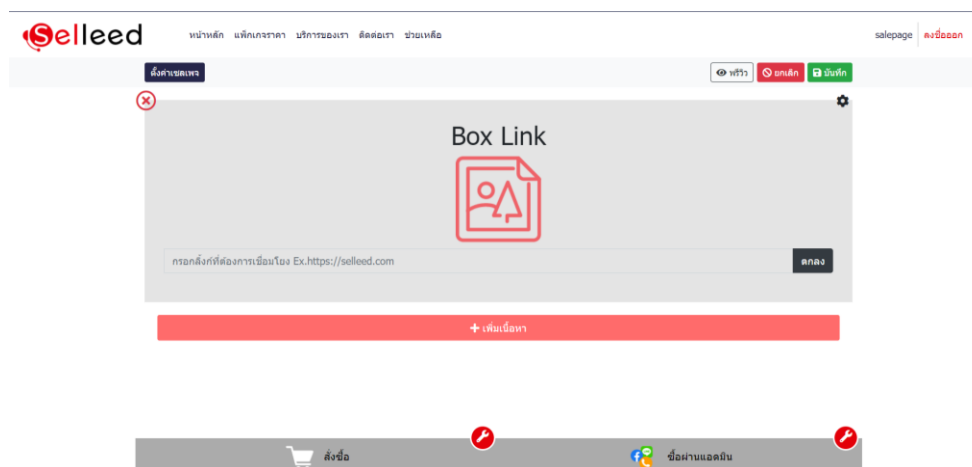 Selleed
หน้าหลัก แพ็กเกจราคา บริการของเรา ติดต่อเรา ช่วยเหลือ
salepage ลงชื่อออก
ตั้งค่าเซลเพจ
พรีวิว ยกเลิก บันทึก
Box Link
กรอกลิ้งก์ที่ต้องการเชื่อมโยง Ex.https://selleed.com ตกลง
เพิ่มเนื้อหา
สั่งซื้อ ซื้อผ่านแอดมิน